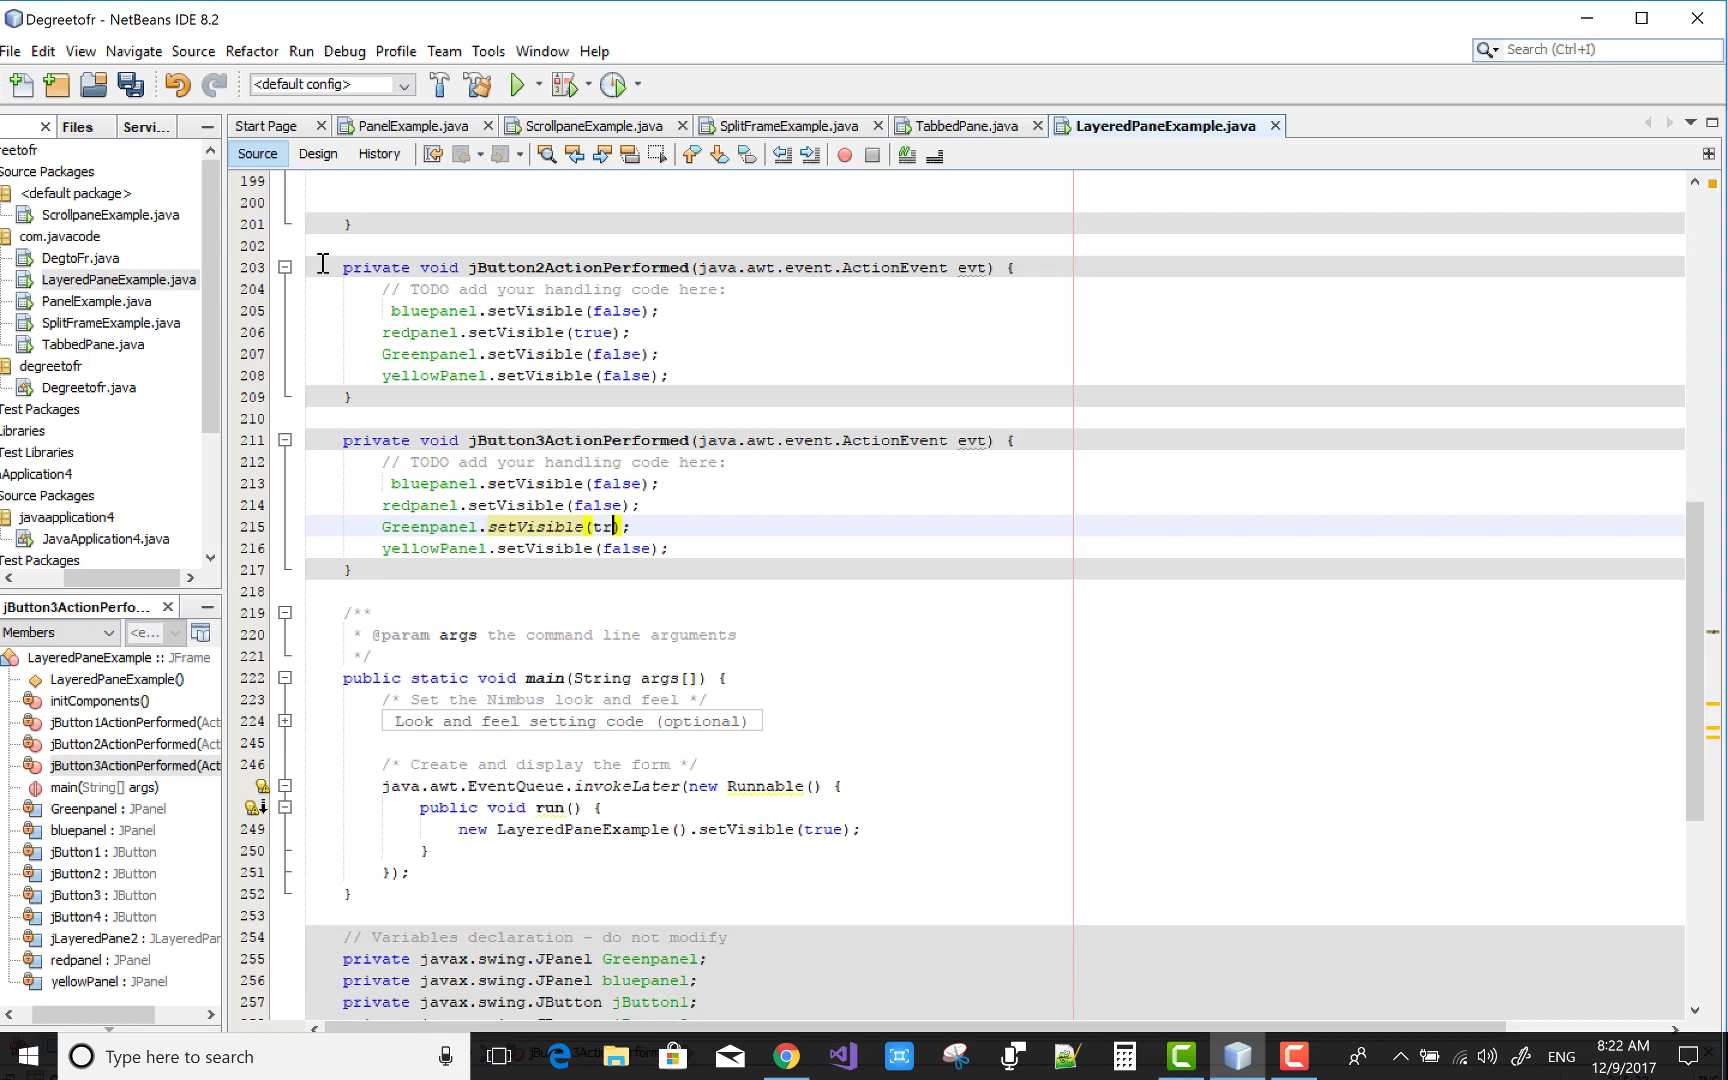 Degreetofr - NetBeans IDE 8.2
File Edit View Navigate Source Refactor Run Debug Profile Team Tools Window Help
Search (Ctrl+I)
<default config>
Files Servi...
Start Page PanelExample.java ScrollpaneExample.java SplitFrameExample.java TabbedPane.java LayeredPaneExample.java
Source Design History
reetofr
Source Packages
<default package>
ScrollpaneExample.java
com.javacode
DegtoFr.java
LayeredPaneExample.java
PanelExample.java
SplitFrameExample.java
TabbedPane.java
degreetofr
Degreetofr.java
Test Packages
Libraries
Test Libraries
aApplication4
Source Packages
javaapplication4
JavaApplication4.java
Test Packages
jButton3ActionPerfo...
Members <e...
LayeredPaneExample :: JFrame
LayeredPaneExample()
initComponents()
jButton1ActionPerformed(Act
jButton2ActionPerformed(Act
jButton3ActionPerformed(Act
main(String[] args)
Greenpanel : JPanel
bluepanel : JPanel
jButton1 : JButton
jButton2 : JButton
jButton3 : JButton
jButton4 : JButton
jLayeredPane2 : JLayeredPar
redpanel : JPanel
yellowPanel : JPanel
199
200
201 }
202
203 private void jButton2ActionPerformed(java.awt.event.ActionEvent evt) {
204 // TODO add your handling code here:
205 bluepanel.setVisible(false);
206 redpanel.setVisible(true);
207 Greenpanel.setVisible(false);
208 yellowPanel.setVisible(false);
209 }
210
211 private void jButton3ActionPerformed(java.awt.event.ActionEvent evt) {
212 // TODO add your handling code here:
213 bluepanel.setVisible(false);
214 redpanel.setVisible(false);
215 Greenpanel.setVisible(tr);
216 yellowPanel.setVisible(false);
217 }
218
219 /**
220 * @param args the command line arguments
221 */
222 public static void main(String args[]) {
223 /* Set the Nimbus look and feel */
224 Look and feel setting code (optional)
245
246 /* Create and display the form */
java.awt.EventQueue.invokeLater(new Runnable() {
public void run() {
249 new LayeredPaneExample().setVisible(true);
250 }
251 });
252 }
253
254 // Variables declaration - do not modify
255 private javax.swing.JPanel Greenpanel;
256 private javax.swing.JPanel bluepanel;
257 private javax.swing.JButton jButton1;
Type here to search
ENG
8:22 AM
12/9/2017